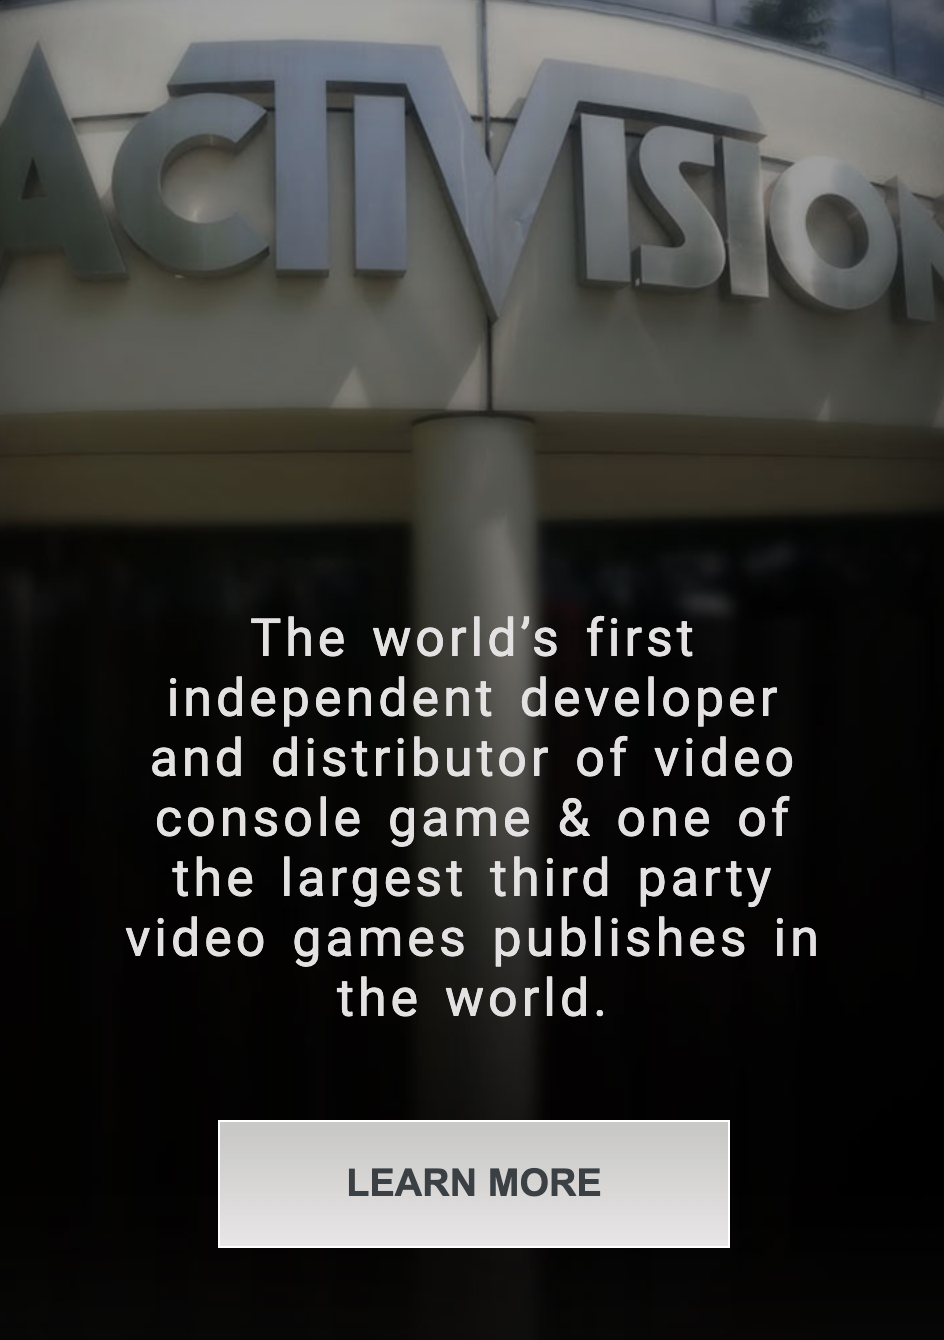 ACTIVISION
The world’s first
independent developer
and distributor of video
console game & one of
the largest third party
video games publishes in
the world.
LEARN MORE